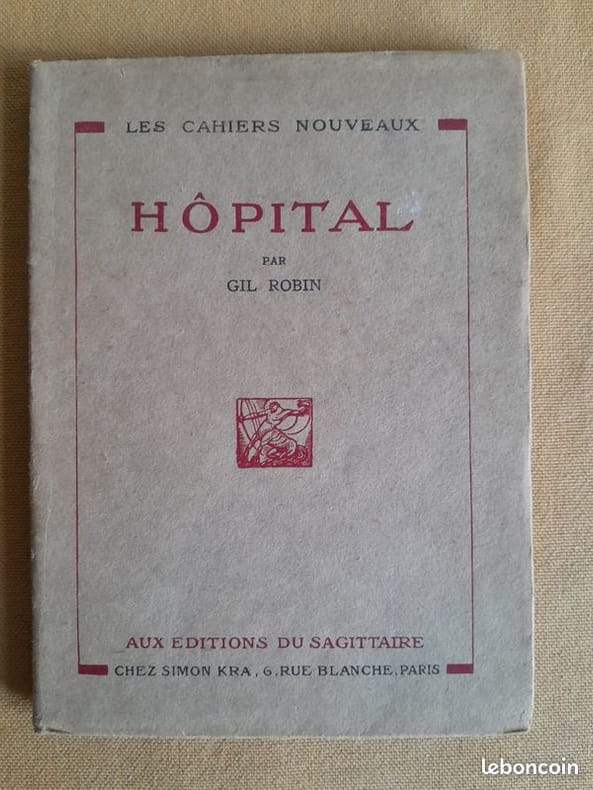 LES CAHIERS NOUVEAUX
HÔPITAL
PAR
GIL ROBIN
AUX EDITIONS DU SAGITTAIRE
CHEZ SIMON KRA, 6, RUE BLANCHE, PARIS
leboncoin